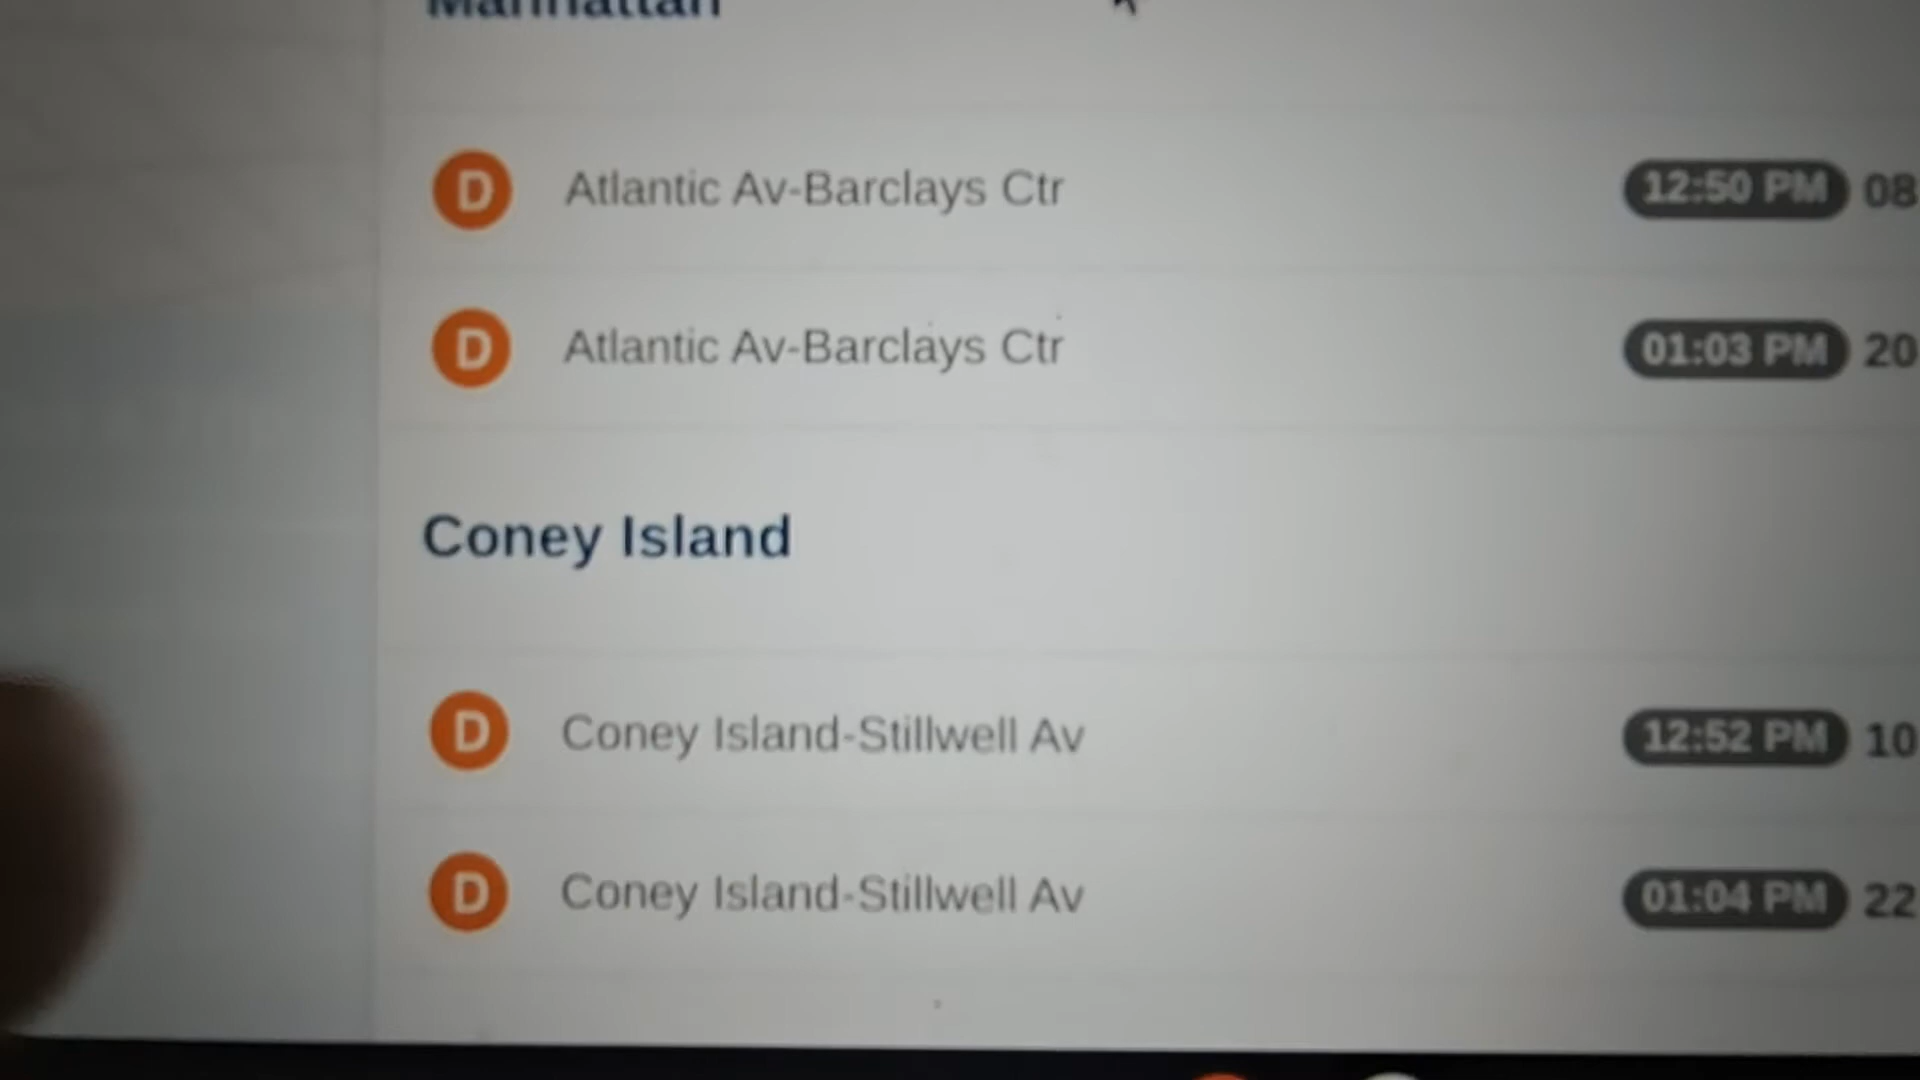 Manhattan
D Atlantic Av-Barclays Ctr 12:50 PM 08
D Atlantic Av-Barclays Ctr 01:03 PM 20
Coney Island
D Coney Island-Stillwell Av 12:52 PM 10
D Coney Island-Stillwell Av 01:04 PM 22